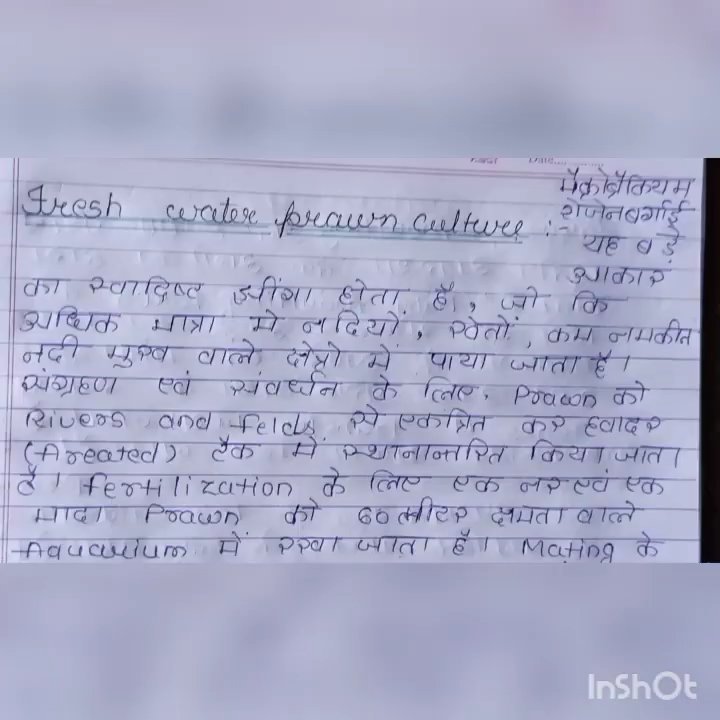 Date
मैक्रोब्रैकियम
Fresh water prawn culture :- रोजेनबर्गाई
यह बड़े
आकार
का स्वादिष्ट झींगा होता है, जो कि
अधिक मात्रा मे नदियों, खेतों, कम नमकीन
नदी मुख वाले क्षेत्रो में पाया जाता है।
संग्रहण एवं संवर्धन के लिए, Prawn को
Rivers and fields से एकत्रित कर हवादार
(Areated) टैंक में स्थानान्तरित किया जाता
है। fertilization के लिए एक नर एवं एक
मादा Prawn को 60 लीटर क्षमता वाले
Aquarium में रखा जाता है। Mating के
InShOt